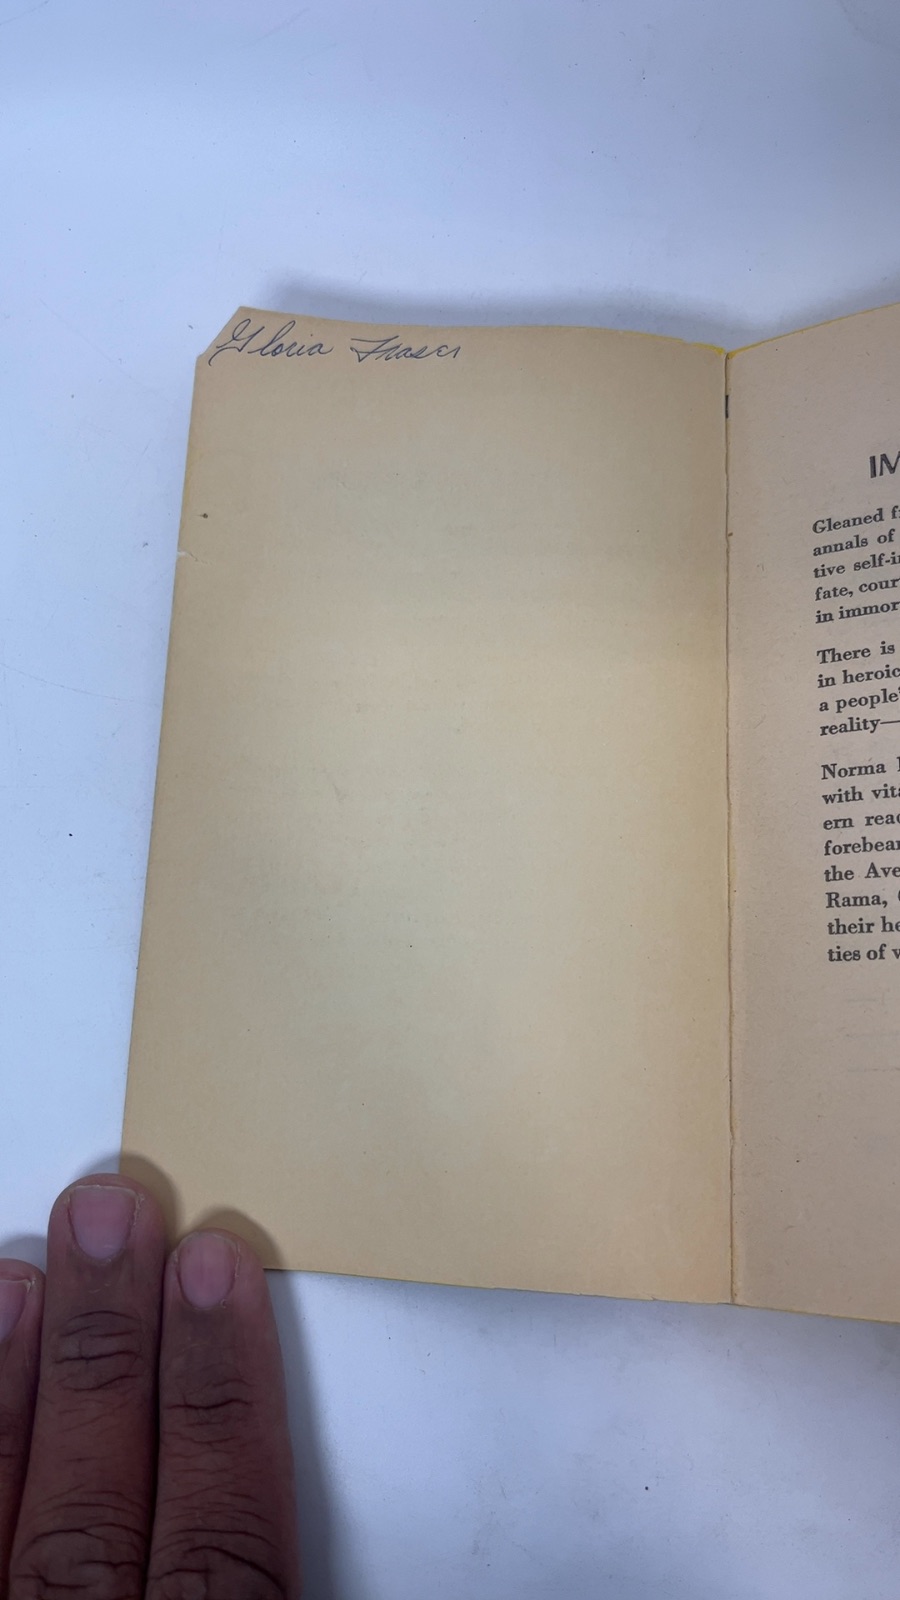 Gloria Fraser
IM
Gleaned f
annals of
tive self-i
fate, cour
in immor
There is
in heroic
a people'
reality—
Norma
with vit
ern rea
forebear
the Ave
Rama,
their he
ties of v